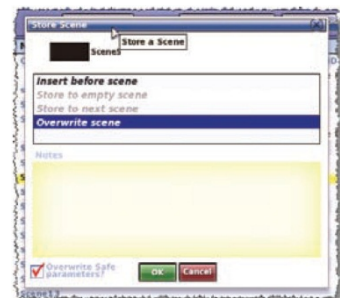 Store Scene
Store a Scene
Scenes
Insert before scene
Store to empty scene
Store to next scene
Overwrite scene
Notes
Overwrite Safe
parameters?
OK
Cancel
Scene13